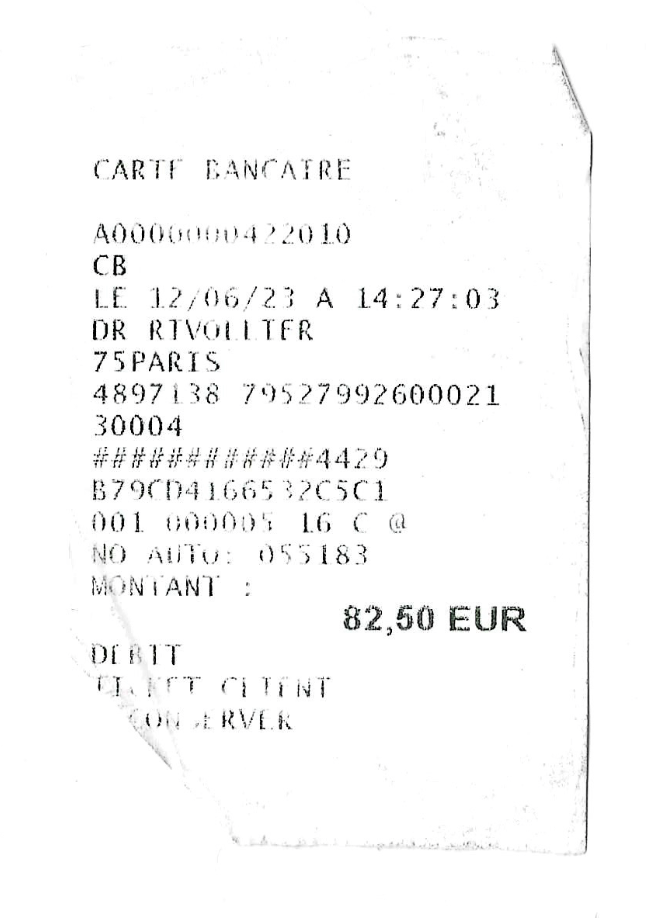 CARTE BANCAIRE
A0000000422010
CB
LE 12/06/23 A 14:27:03
DR RIVOLLIER
75PARIS
4897138 79527992600021
30004
############4429
B79CD4166532C5C1
001 000005 16 C @
NO AUTO: 055183
MONTANT :
82,50 EUR
DEBIT
TICKET CLIENT
CONSERVER